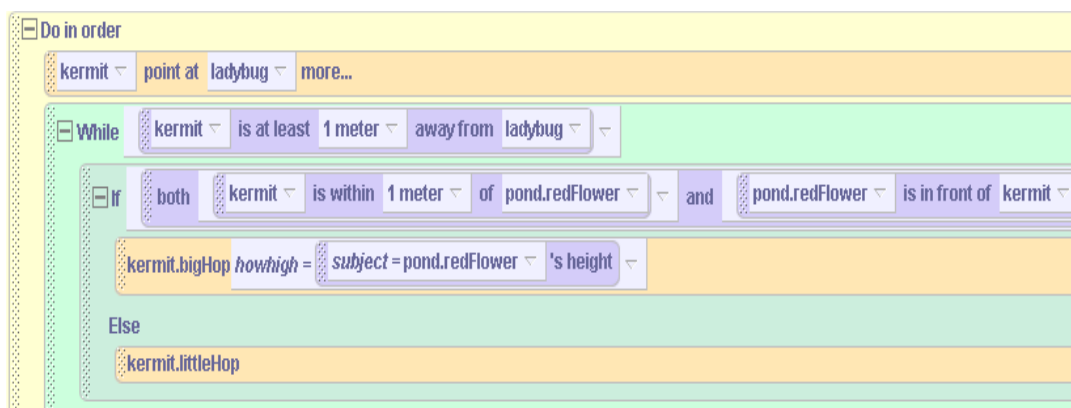 Do in order
kermit point at ladybug more...
While kermit is at least 1 meter away from ladybug
If both kermit is within 1 meter of pond.redFlower and pond.redFlower is in front of kermit
kermit.bigHop howhigh = subject = pond.redFlower 's height
Else
kermit.littleHop